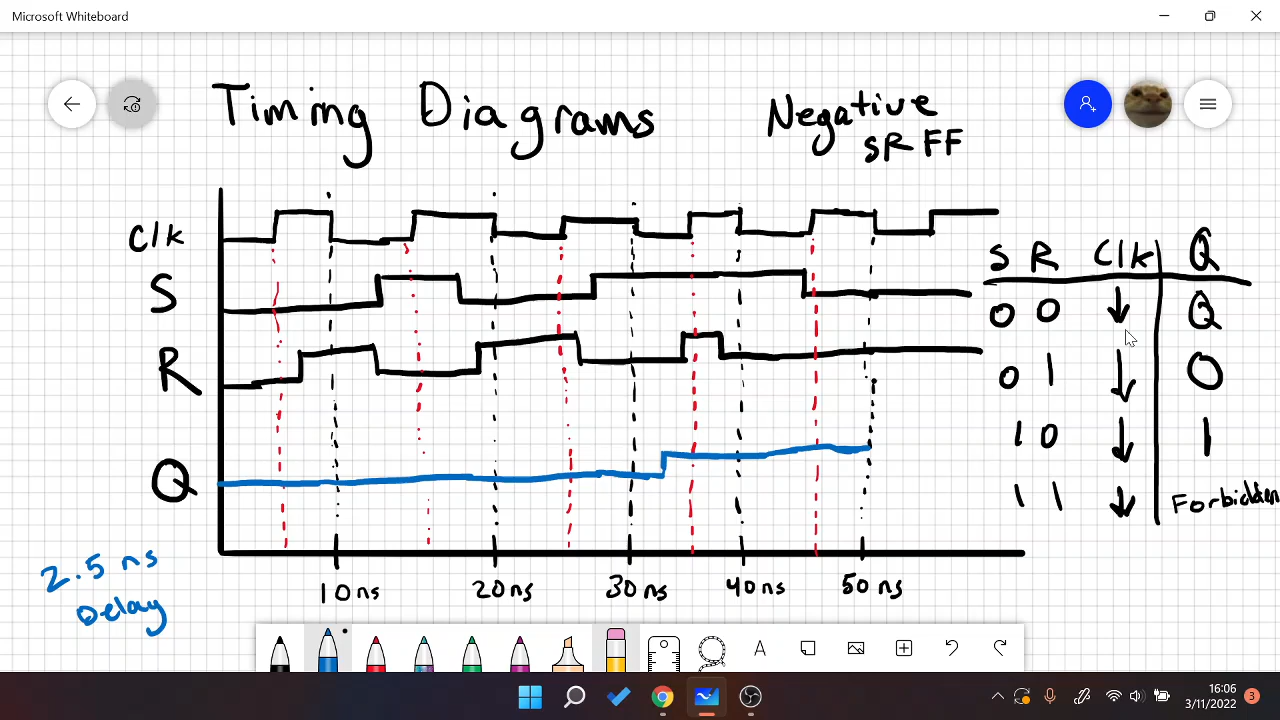 Microsoft Whiteboard
Timing Diagrams
Negative
SR FF
Clk
S
R
Q
S R Clk Q
0 0 ↓ Q
0 1 ↓ 0
1 0 ↓ 1
1 1 ↓ Forbidden
2.5 ns
Delay
10 ns 20 ns 30 ns 40 ns 50 ns
A
16:06
3/11/2022
3